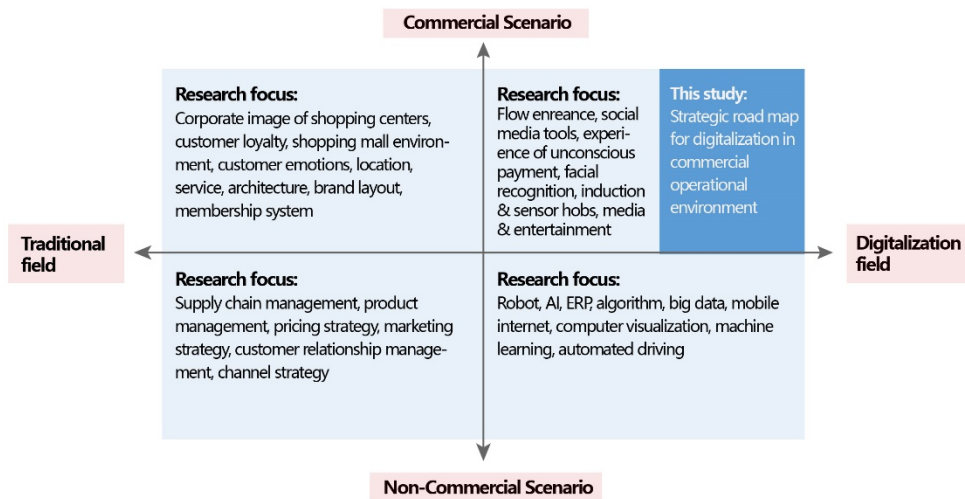 Commercial Scenario
Research focus:
Corporate image of shopping centers,
customer loyalty, shopping mall environ-
ment, customer emotions, location,
service, architecture, brand layout,
membership system
Research focus:
Flow enreance, social
media tools, experi-
ence of unconscious
payment, facial
recognition, induction
& sensor hobs, media
& entertainment
This study:
Strategic road map
for digitalization in
commercial
operational
environment
Traditional
field
Digitalization
field
Research focus:
Supply chain management, product
management, pricing strategy, marketing
strategy, customer relationship manage-
ment, channel strategy
Research focus:
Robot, AI, ERP, algorithm, big data, mobile
internet, computer visualization, machine
learning, automated driving
Non-Commercial Scenario